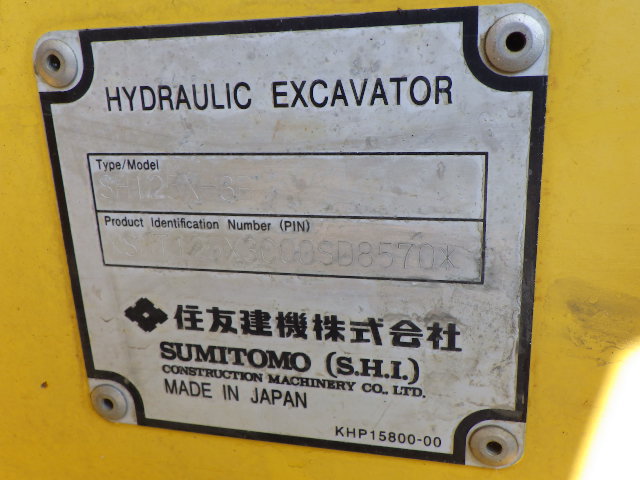 HYDRAULIC EXCAVATOR
Type/Model
Product Identification Number (PIN)
住友建機株式会社
SUMITOMO (S.H.I.)
CONSTRUCTION MACHINERY CO., LTD.
MADE IN JAPAN
KHP15800-00